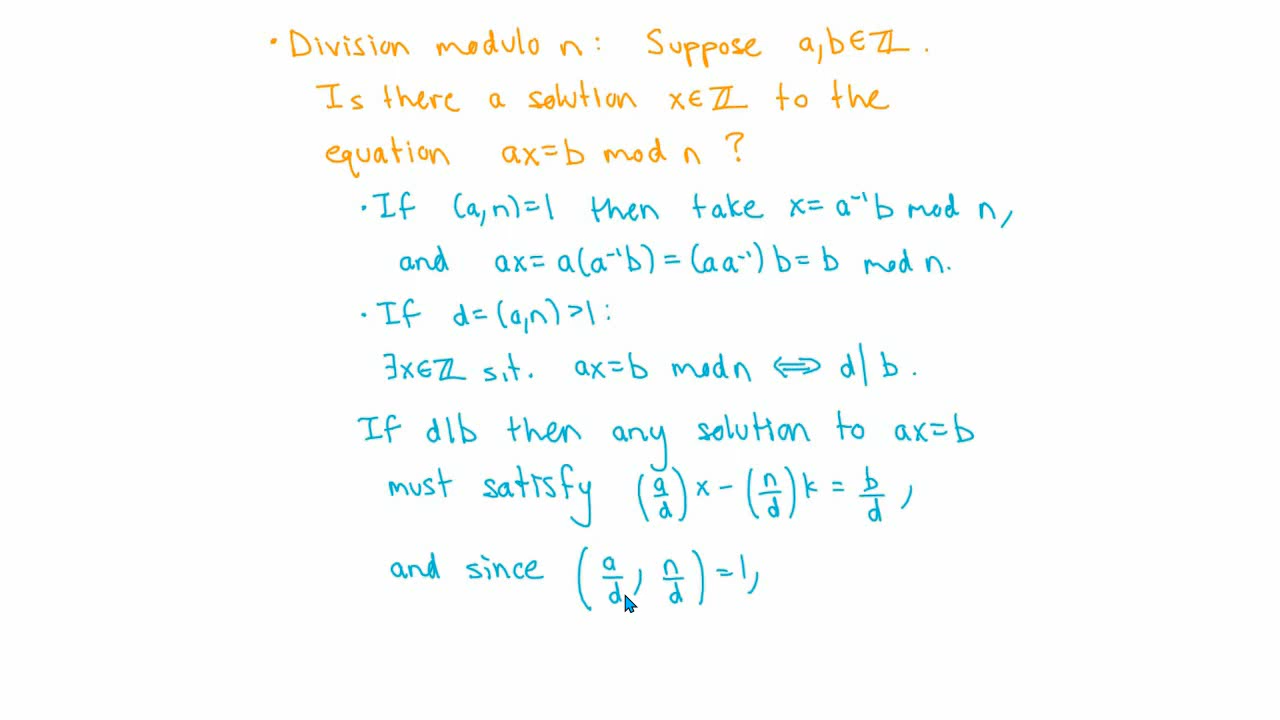 • Division modulo n: Suppose a,b∈ℤ.
Is there a solution x∈ℤ to the
equation ax=b mod n ?
• If (a,n)=1 then take x= a⁻¹b mod n,
and ax= a(a⁻¹b) = (aa⁻¹) b = b mod n.
• If d=(a,n)>1:
∃x∈ℤ s.t. ax=b mod n ⟺ d|b.
If d|b then any solution to ax=b
must satisfy (a/d)x - (n/d)k = b/d,
and since (a/d, n/d) = 1,